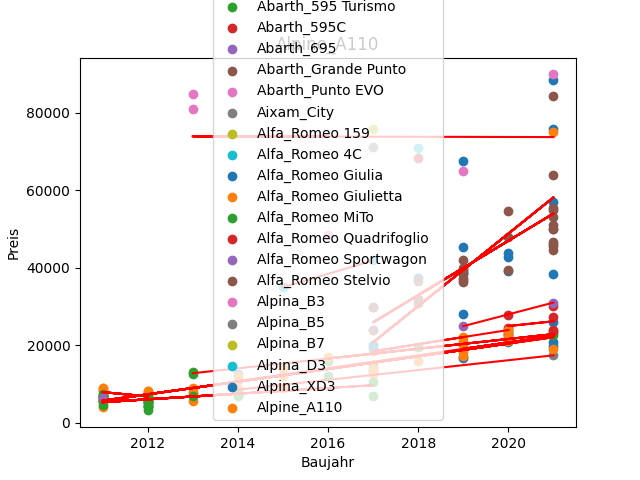 Abarth_595 Turismo
Abarth_595C
Alpine_A110
Abarth_695
Abarth_Grande Punto
Abarth_Punto EVO
Aixam_City
Alfa_Romeo 159
Alfa_Romeo 4C
Alfa_Romeo Giulia
Alfa_Romeo Giulietta
Alfa_Romeo MiTo
Alfa_Romeo Quadrifoglio
Alfa_Romeo Sportwagon
Alfa_Romeo Stelvio
Alpina_B3
Alpina_B5
Alpina_B7
Alpina_D3
Alpina_XD3
Alpine_A110
80000
60000
40000
20000
0
Preis
2012 2014 2016 2018 2020
Baujahr